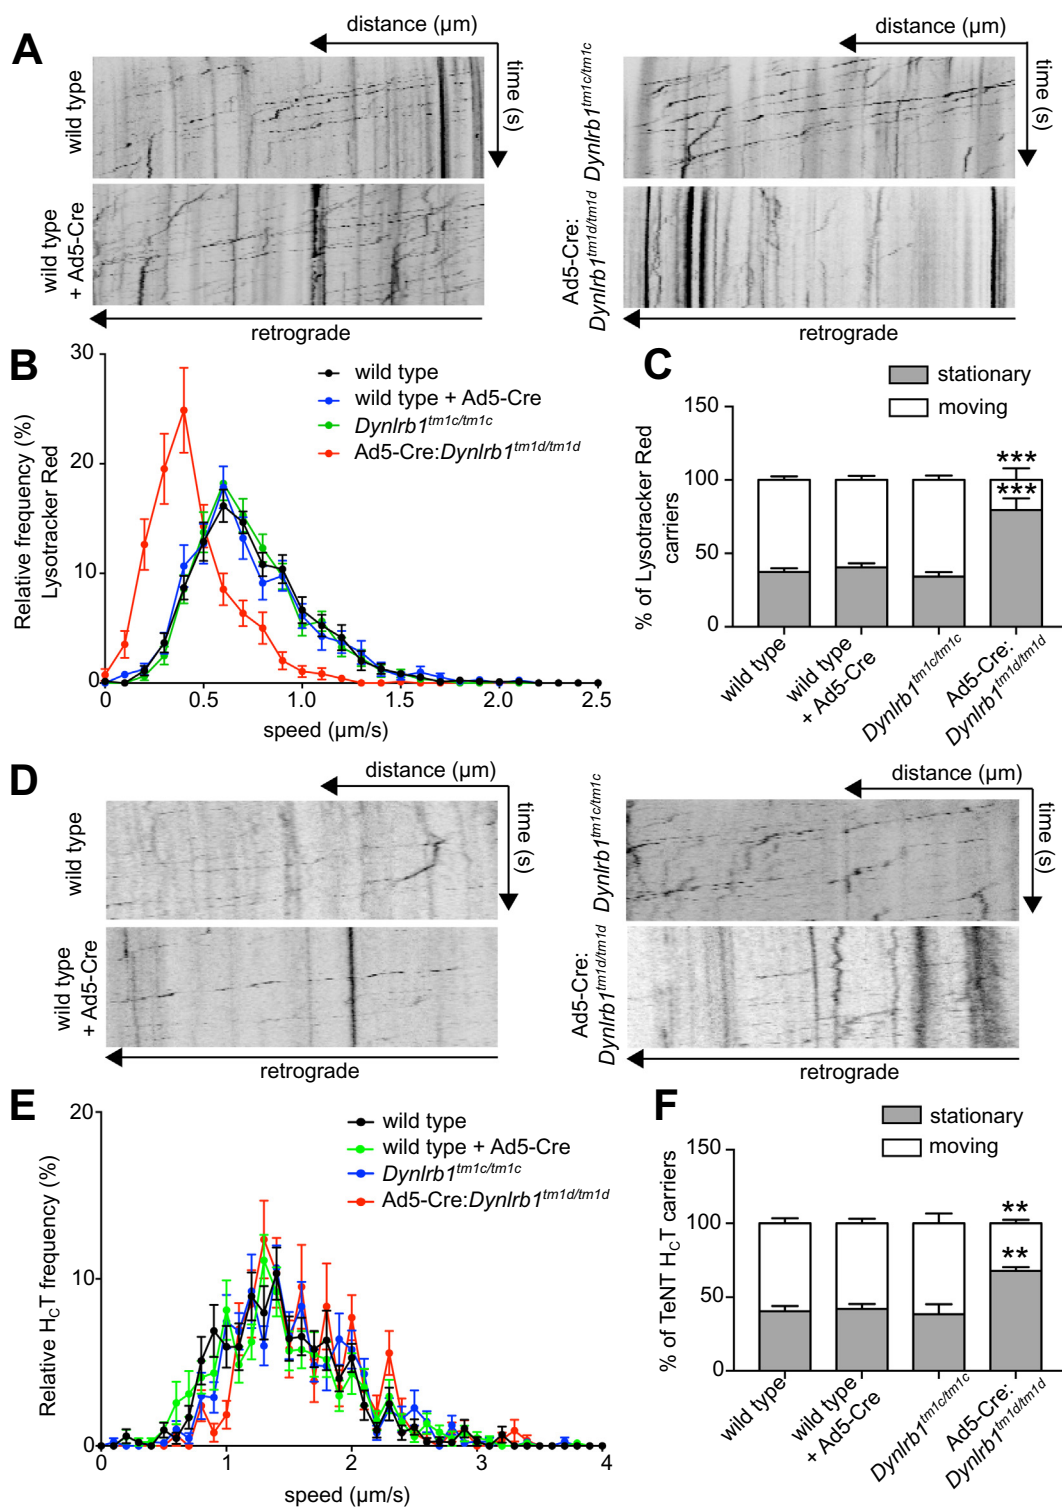 A
distance (µm)
time (s)
wild type
wild type
+ Ad5-Cre
retrograde
distance (µm)
time (s)
Dynlrb1tm1c/tm1c
Ad5-Cre:
Dynlrb1tm1d/tm1d
retrograde
B
Relative frequency (%)
Lysotracker Red
30
20
10
0
0
0.5
1.0
1.5
2.0
2.5
speed (µm/s)
wild type
wild type + Ad5-Cre
Dynlrb1tm1c/tm1c
Ad5-Cre:Dynlrb1tm1d/tm1d
C
stationary
moving
% of Lysotracker Red
carriers
150
100
50
0
***
***
wild type
wild type
+ Ad5-Cre
Dynlrb1tm1c/tm1c
Ad5-Cre:
Dynlrb1tm1d/tm1d
D
distance (µm)
time (s)
wild type
wild type
+ Ad5-Cre
retrograde
distance (µm)
time (s)
Dynlrb1tm1c/tm1c
Ad5-Cre:
Dynlrb1tm1d/tm1d
retrograde
E
Relative HCT frequency (%)
20
10
0
0
1
2
3
4
speed (µm/s)
wild type
wild type + Ad5-Cre
Dynlrb1tm1c/tm1c
Ad5-Cre:Dynlrb1tm1d/tm1d
F
stationary
moving
% of TeNT HCT carriers
150
100
50
0
**
**
wild type
wild type
+ Ad5-Cre
Dynlrb1tm1c/tm1c
Ad5-Cre:
Dynlrb1tm1d/tm1d